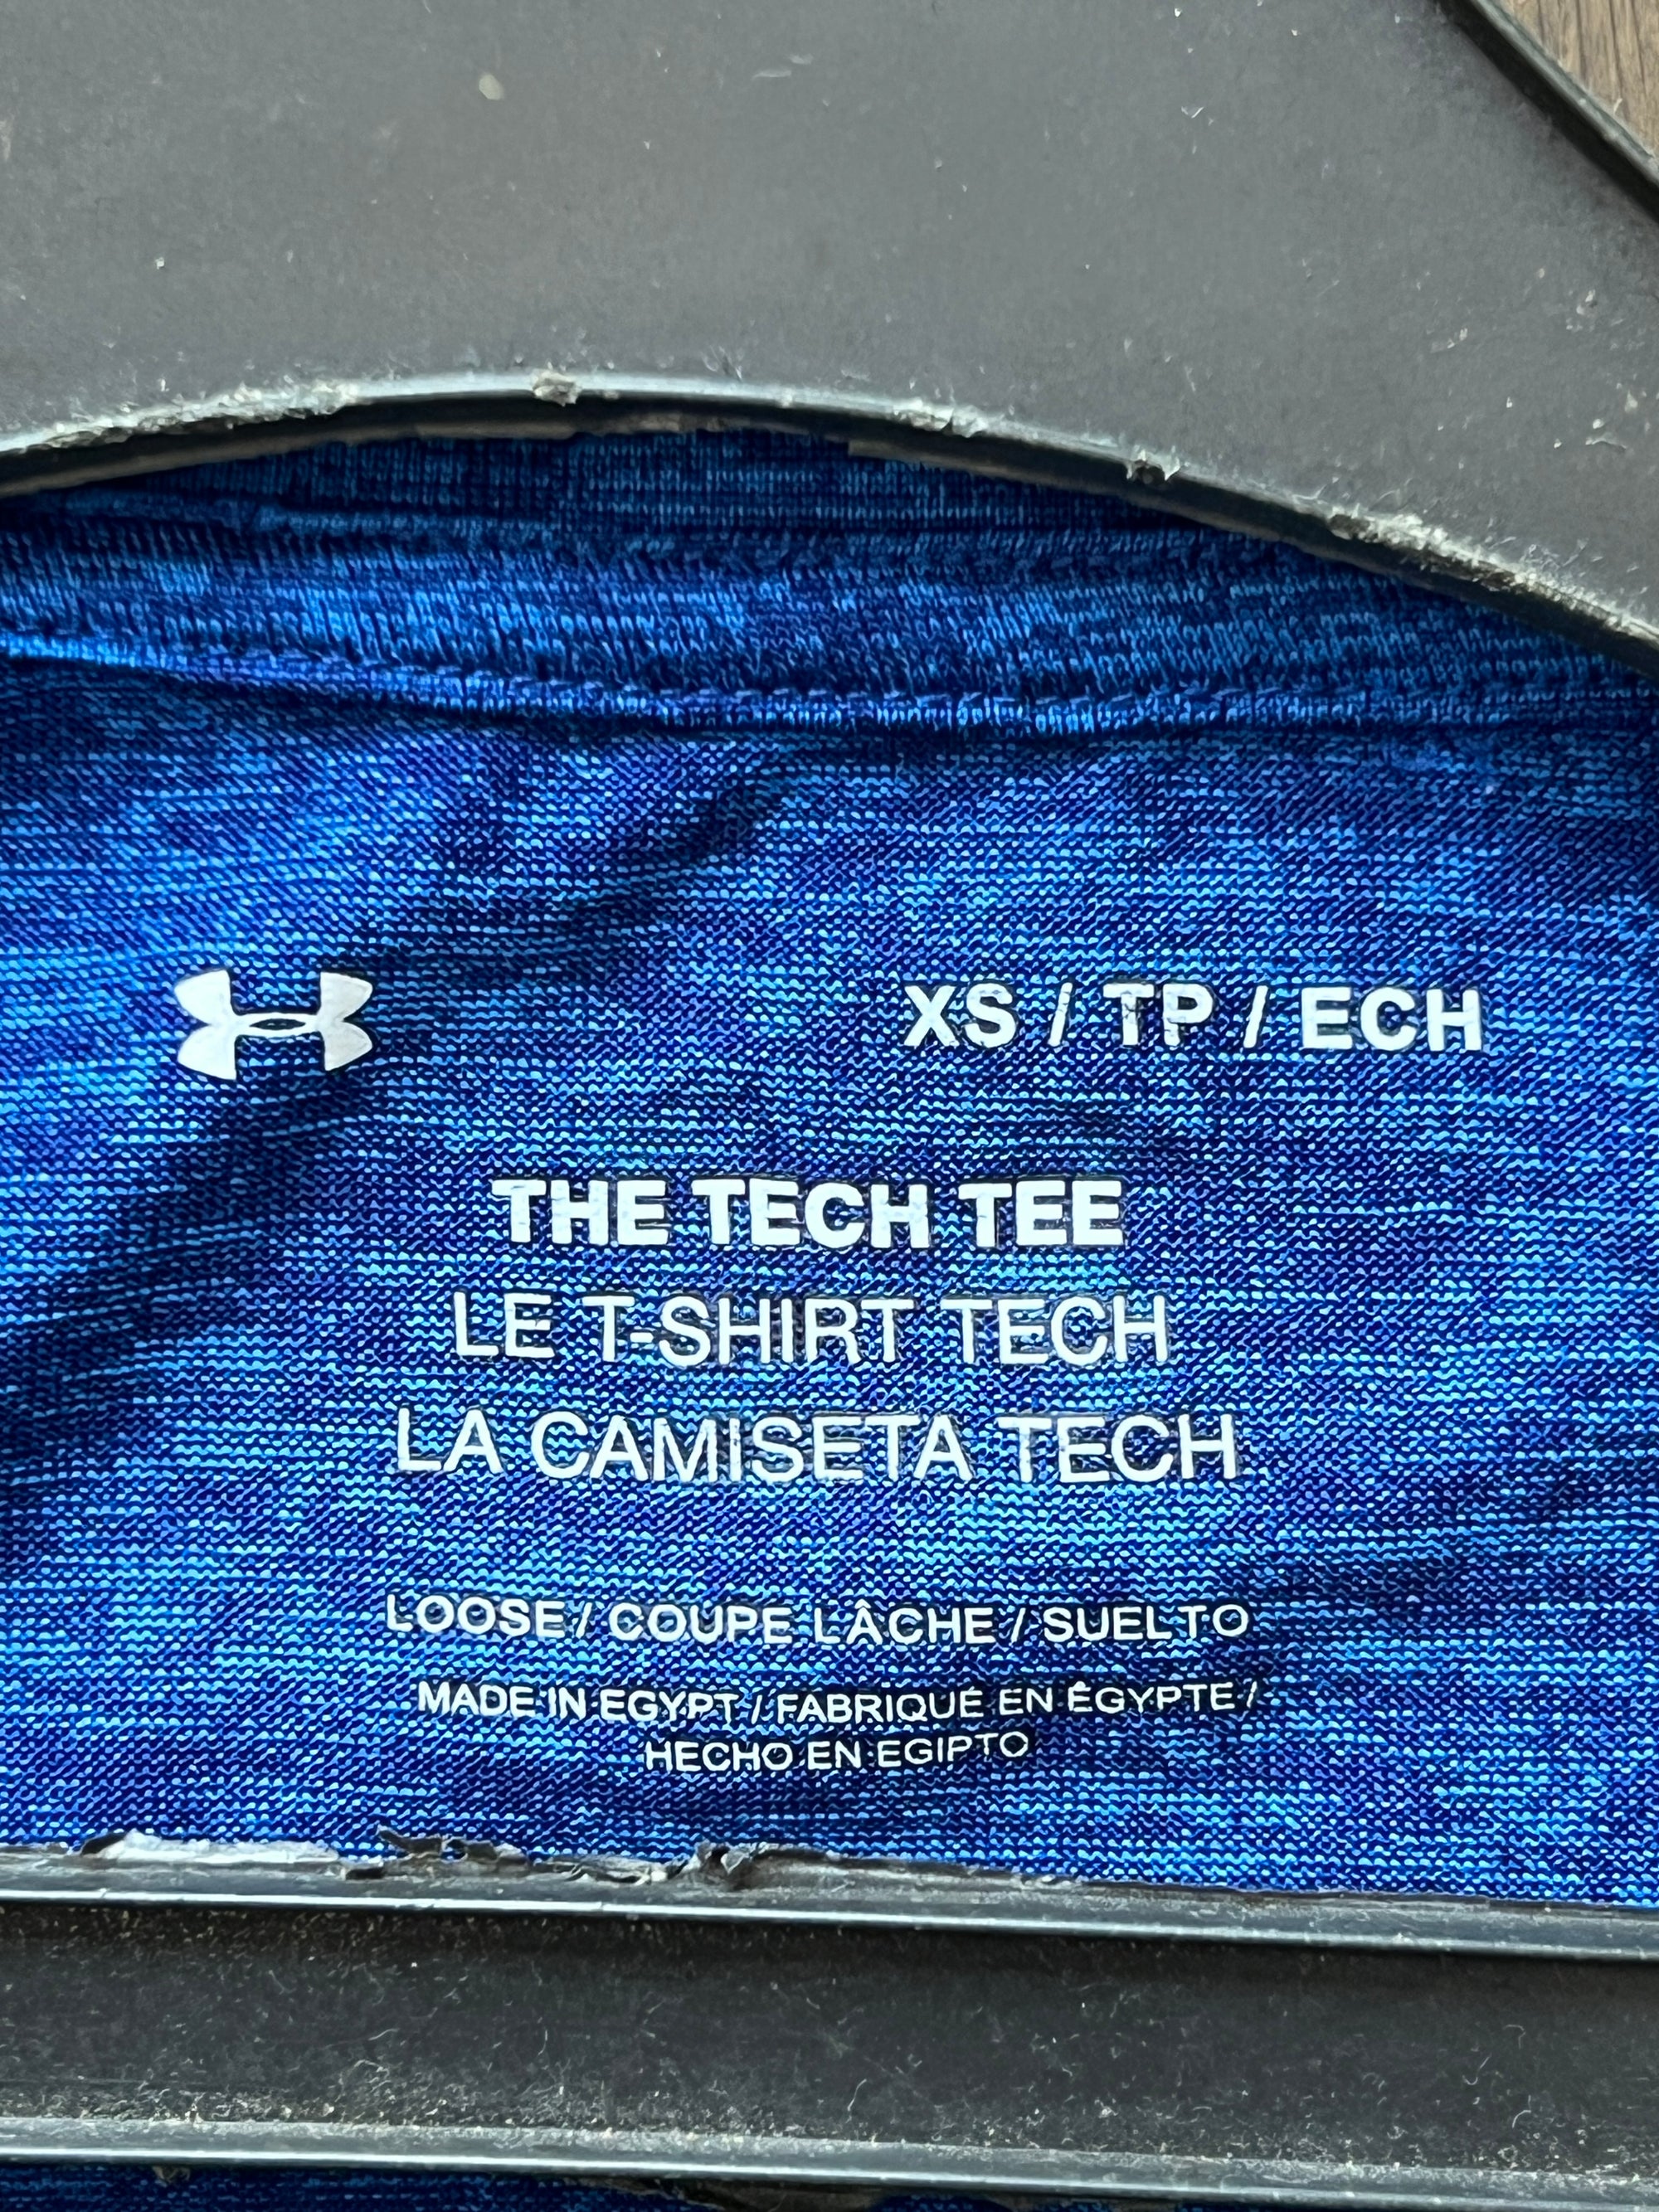 XS / TP / ECH
THE TECH TEE
LE T-SHIRT TECH
LA CAMISETA TECH
LOOSE / COUPE LÂCHE / SUELTO
MADE IN EGYPT / FABRIQUÉ EN ÉGYPTE /
HECHO EN EGIPTO